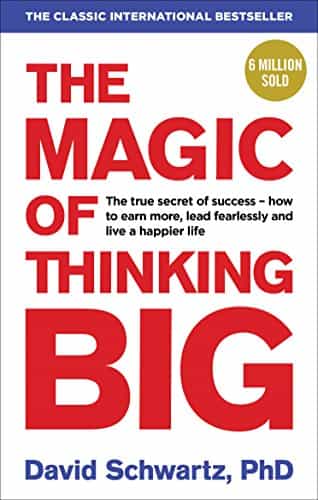 THE CLASSIC INTERNATIONAL BESTSELLER
6 MILLION
SOLD
THE
MAGIC
OF
The true secret of success – how
to earn more, lead fearlessly and
live a happier life
THINKING
BIG
David Schwartz, PhD